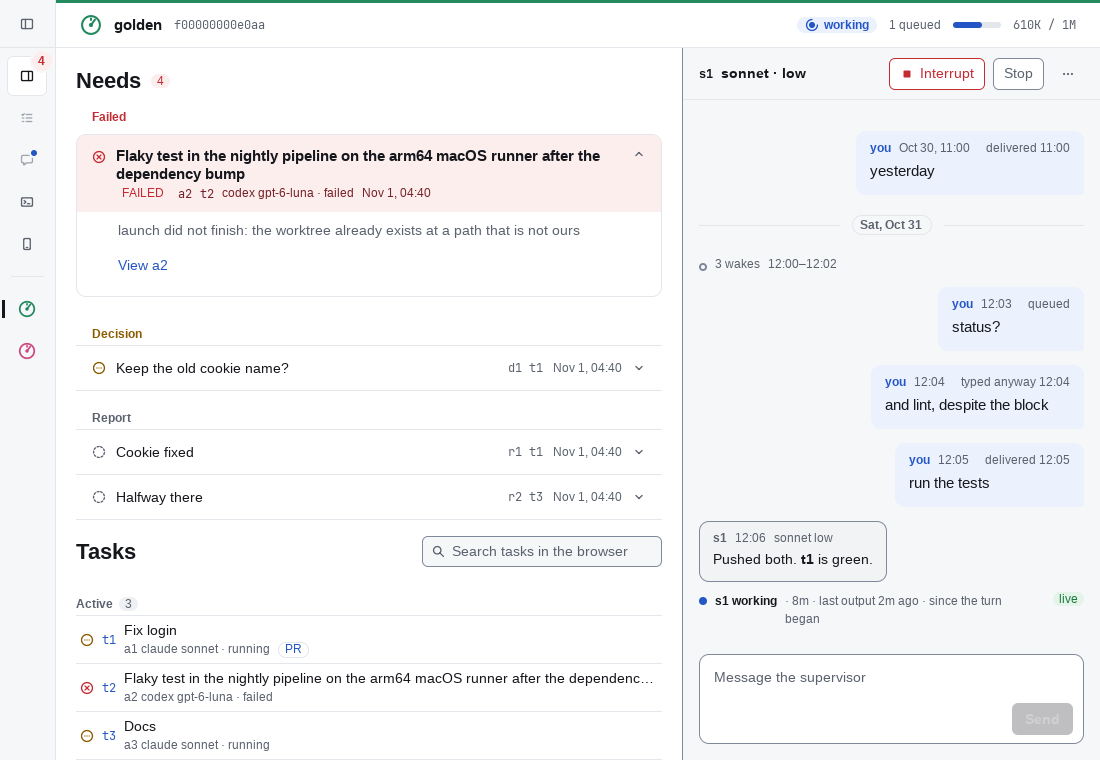 golden f00000000e0aa
working 1 queued 610K / 1M
4
Needs 4
Failed
Flaky test in the nightly pipeline on the arm64 macOS runner after the
dependency bump
FAILED a2 t2 codex gpt-6-luna · failed Nov 1, 04:40
launch did not finish: the worktree already exists at a path that is not ours
View a2
Decision
Keep the old cookie name? d1 t1 Nov 1, 04:40
Report
Cookie fixed r1 t1 Nov 1, 04:40
Halfway there r2 t3 Nov 1, 04:40
Tasks
Search tasks in the browser
Active 3
t1 Fix login
a1 claude sonnet · running PR
t2 Flaky test in the nightly pipeline on the arm64 macOS runner after the dependenc…
a2 codex gpt-6-luna · failed
t3 Docs
a3 claude sonnet · running
s1 sonnet · low
Interrupt
Stop
you Oct 30, 11:00 delivered 11:00
yesterday
Sat, Oct 31
3 wakes 12:00–12:02
you 12:03 queued
status?
you 12:04 typed anyway 12:04
and lint, despite the block
you 12:05 delivered 12:05
run the tests
s1 12:06 sonnet low
Pushed both. t1 is green.
s1 working · 8m · last output 2m ago · since the turn
began
live
Message the supervisor
Send